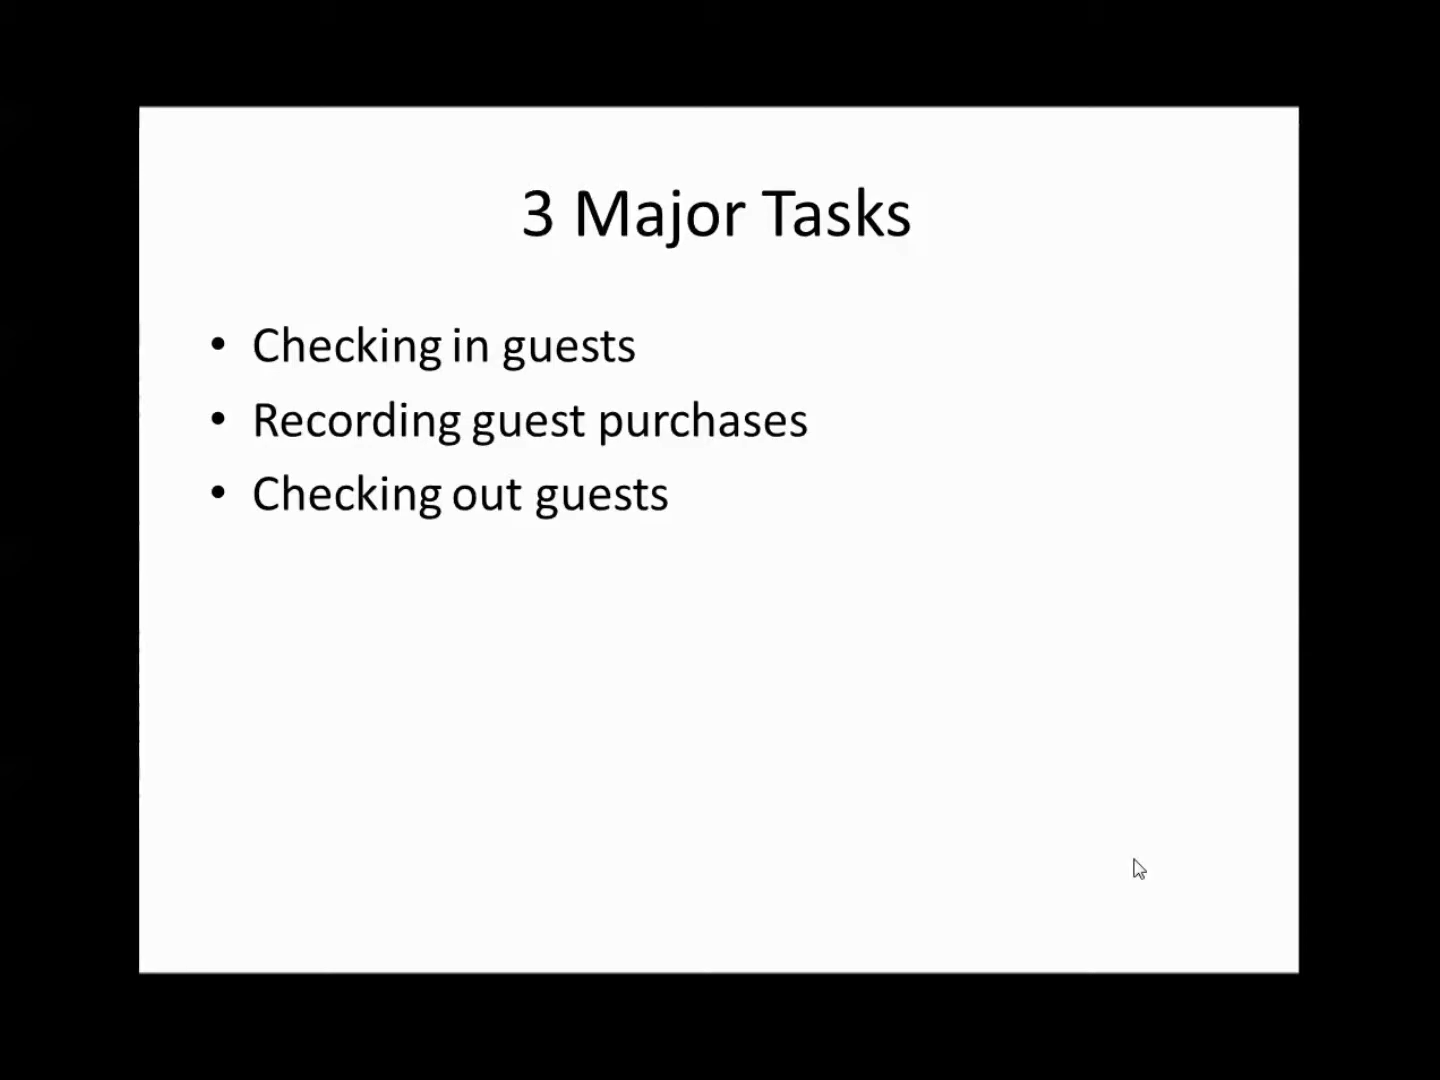 3 Major Tasks
• Checking in guests
• Recording guest purchases
• Checking out guests